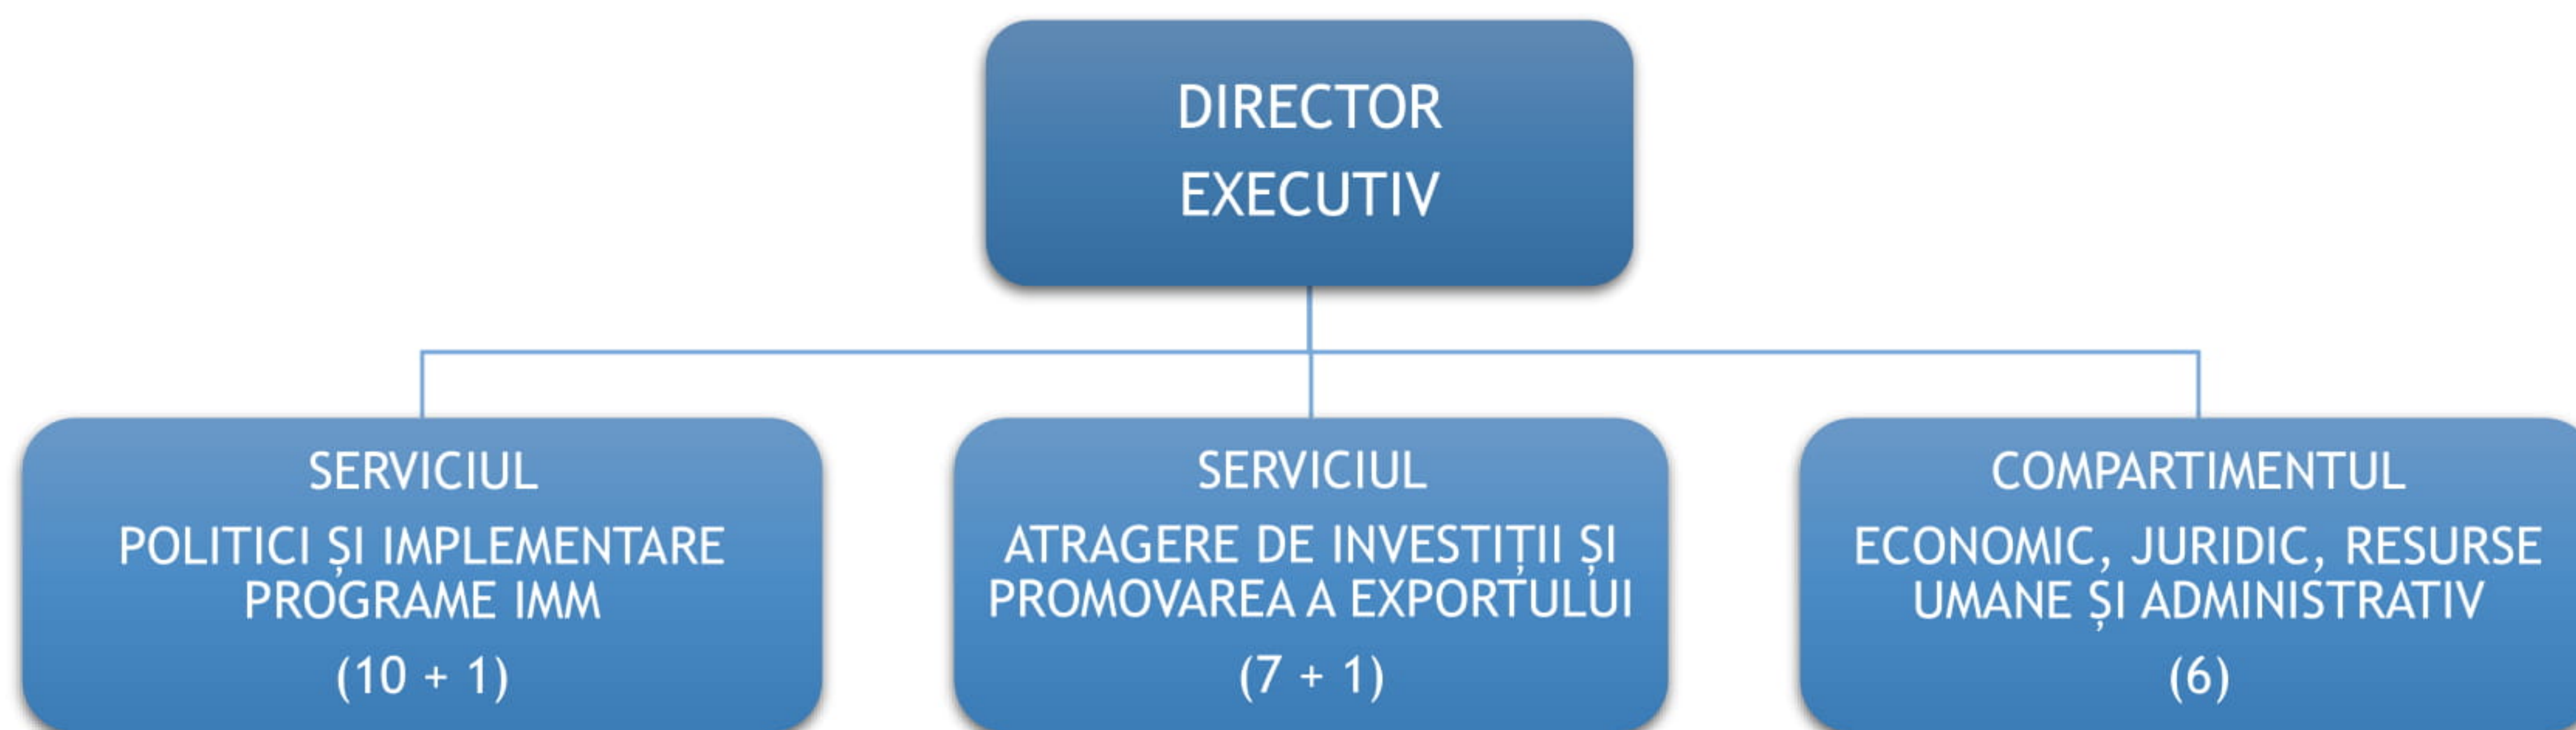 DIRECTOR
EXECUTIV
SERVICIUL
POLITICI ȘI IMPLEMENTARE
PROGRAME IMM
(10 + 1)
SERVICIUL
ATRAGERE DE INVESTIȚII ȘI
PROMOVAREA A EXPORTULUI
(7 + 1)
COMPARTIMENTUL
ECONOMIC, JURIDIC, RESURSE
UMANE ȘI ADMINISTRATIV
(6)